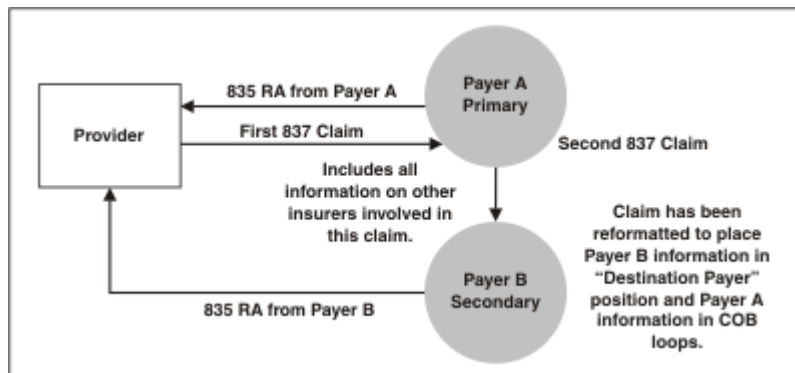 835 RA from Payer A
Payer A
Primary
Provider
First 837 Claim
Second 837 Claim
Includes all
information on other
insurers involved in
this claim.
Claim has been
reformatted to place
Payer B information in
“Destination Payer”
position and Payer A
information in COB
loops.
Payer B
Secondary
835 RA from Payer B